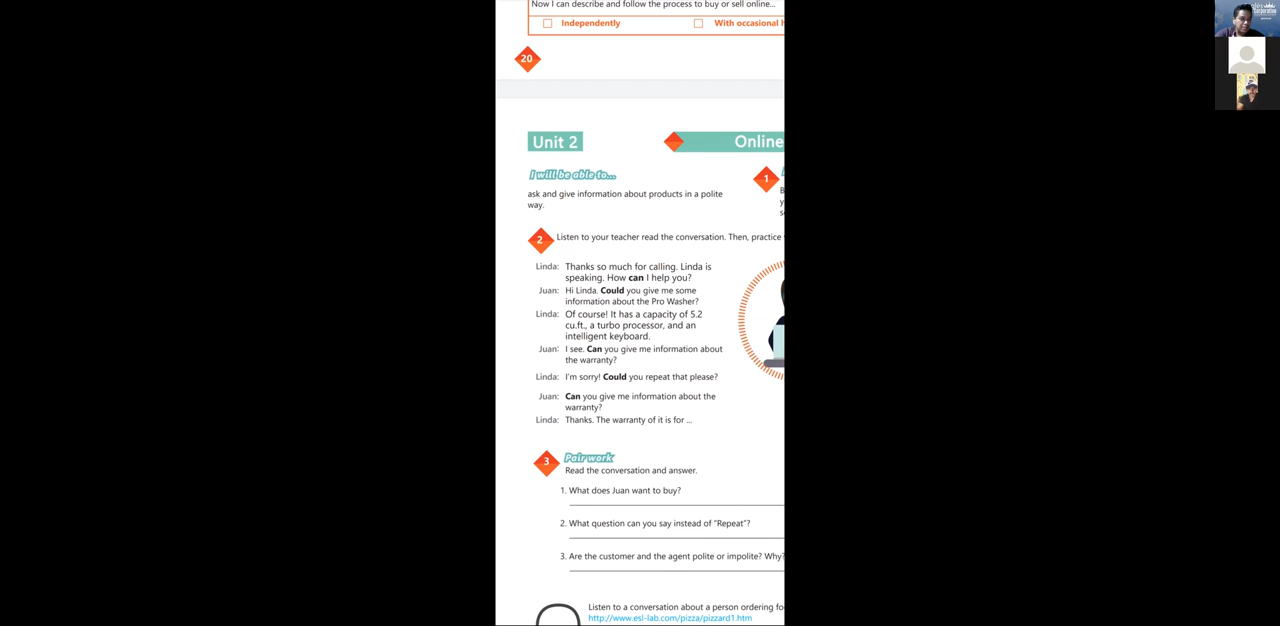 Now I can describe and follow the process to buy or sell online...
Independently
With occasional h
20
Unit 2
Online
I will be able to...
1
ask and give information about products in a polite
way.
2
Listen to your teacher read the conversation. Then, practice
Linda: Thanks so much for calling. Linda is
speaking. How can I help you?
Juan: Hi Linda. Could you give me some
information about the Pro Washer?
Linda: Of course! It has a capacity of 5.2
cu.ft., a turbo processor, and an
intelligent keyboard.
Juan: I see. Can you give me information about
the warranty?
Linda: I'm sorry! Could you repeat that please?
Juan: Can you give me information about the
warranty?
Linda: Thanks. The warranty of it is for ...
3
Pair work
Read the conversation and answer.
1. What does Juan want to buy?
2. What question can you say instead of "Repeat"?
3. Are the customer and the agent polite or impolite? Why?
Listen to a conversation about a person ordering fo
http://www.esl-lab.com/pizza/pizzard1.htm